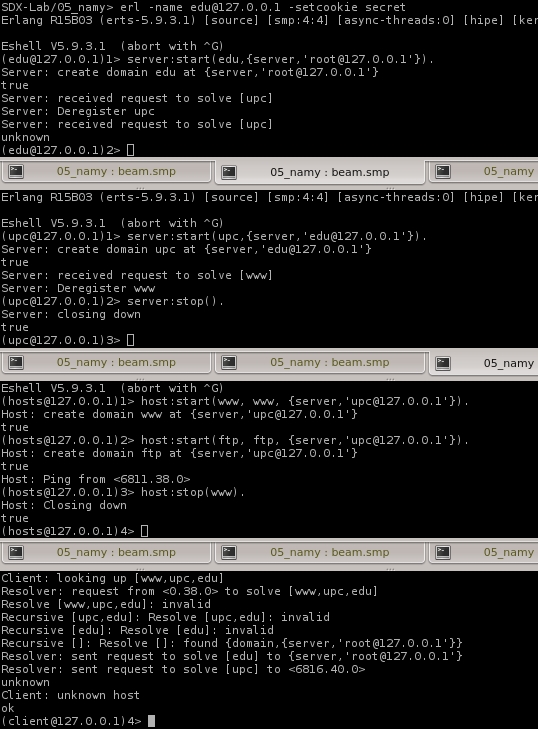 SDX-Lab/05_namy> erl -name edu@127.0.0.1 -setcookie secret
Erlang R15B03 (erts-5.9.3.1) [source] [smp:4:4] [async-threads:0] [hipe] [ker
Eshell V5.9.3.1  (abort with ^G)
(edu@127.0.0.1)1> server:start(edu,{server,'root@127.0.0.1'}).
Server: create domain edu at {server,'root@127.0.0.1'}
true
Server: received request to solve [upc]
Server: Deregister upc
Server: received request to solve [upc]
unknown
(edu@127.0.0.1)2>
05_namy : beam.smp 05_namy : beam.smp 05_namy
Erlang R15B03 (erts-5.9.3.1) [source] [smp:4:4] [async-threads:0] [hipe] [ker
Eshell V5.9.3.1  (abort with ^G)
(upc@127.0.0.1)1> server:start(upc,{server,'edu@127.0.0.1'}).
Server: create domain upc at {server,'edu@127.0.0.1'}
true
Server: received request to solve [www]
Server: Deregister www
(upc@127.0.0.1)2> server:stop().
Server: closing down
true
(upc@127.0.0.1)3>
05_namy : beam.smp 05_namy : beam.smp 05_namy
Eshell V5.9.3.1  (abort with ^G)
(hosts@127.0.0.1)1> host:start(www, www, {server,'upc@127.0.0.1'}).
Host: create domain www at {server,'upc@127.0.0.1'}
true
(hosts@127.0.0.1)2> host:start(ftp, ftp, {server,'upc@127.0.0.1'}).
Host: create domain ftp at {server,'upc@127.0.0.1'}
true
Host: Ping from <6811.38.0>
(hosts@127.0.0.1)3> host:stop(www).
Host: Closing down
true
(hosts@127.0.0.1)4>
05_namy : beam.smp 05_namy : beam.smp 05_namy
Client: looking up [www,upc,edu]
Resolver: request from <0.38.0> to solve [www,upc,edu]
Resolve [www,upc,edu]: invalid
Recursive [upc,edu]: Resolve [upc,edu]: invalid
Recursive [edu]: Resolve [edu]: invalid
Recursive []: Resolve []: found {domain,{server,'root@127.0.0.1'}}
Resolver: sent request to solve [edu] to {server,'root@127.0.0.1'}
Resolver: sent request to solve [upc] to <6816.40.0>
unknown
Client: unknown host
ok
(client@127.0.0.1)4>